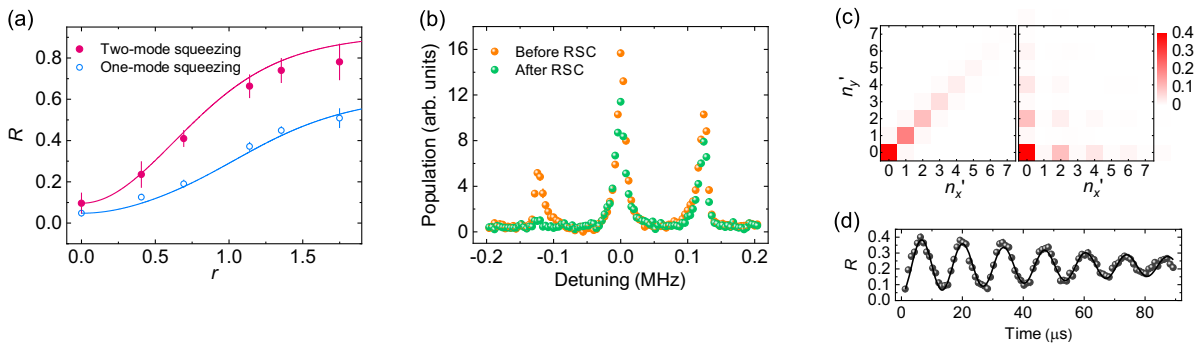 (a)
R
0.8
0.6
0.4
0.2
0.0
Two-mode squeezing
One-mode squeezing
0.0 0.5 1.0 1.5
r
(b)
Population (arb. units)
16
12
8
4
0
Before RSC
After RSC
-0.2 -0.1 0.0 0.1 0.2
Detuning (MHz)
(c)
n_y'
7
6
5
4
3
2
1
0
0 1 2 3 4 5 6 7
n_x'
0 1 2 3 4 5 6 7
n_x'
0.4
0.3
0.2
0.1
0
(d)
R
0.4
0.3
0.2
0.1
0.0
0 20 40 60 80
Time (μs)